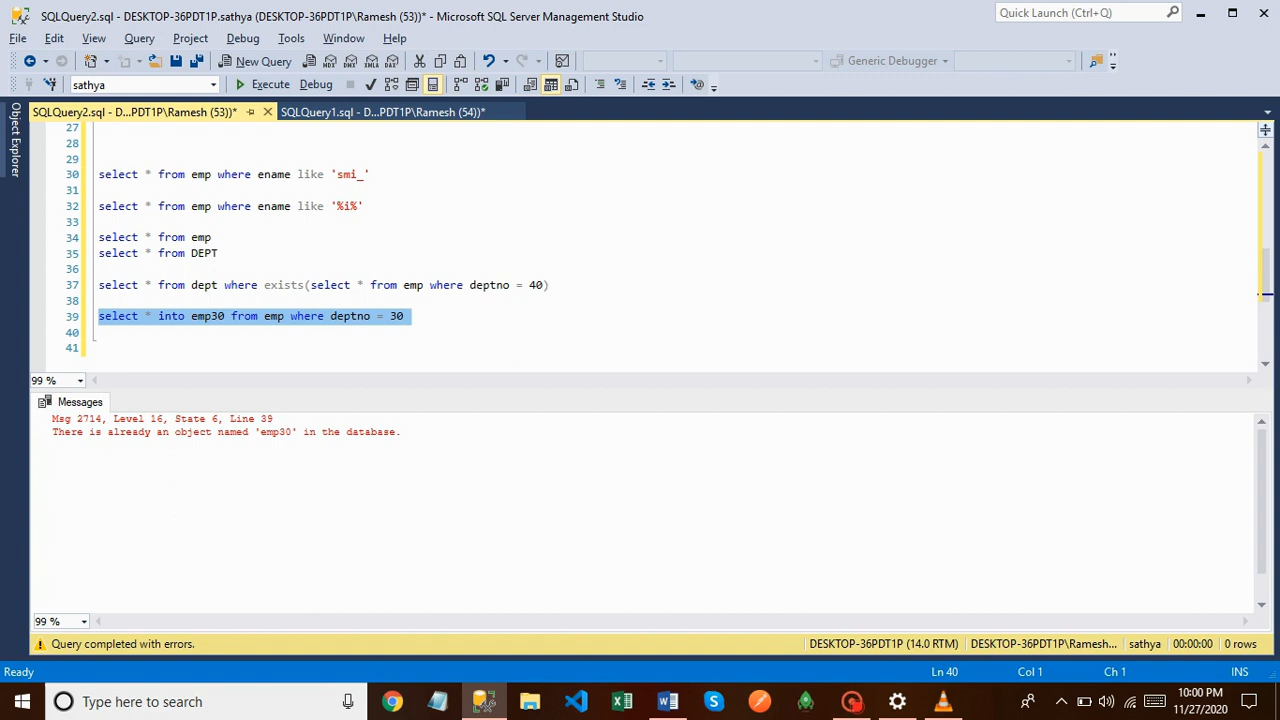 SQLQuery2.sql - DESKTOP-36PDT1P.sathya (DESKTOP-36PDT1P\Ramesh (53))* - Microsoft SQL Server Management Studio
Quick Launch (Ctrl+Q)
File Edit View Query Project Debug Tools Window Help
New Query MDX DMX XMLA DAX Generic Debugger
sathya Execute Debug
SQLQuery2.sql - D...PDT1P\Ramesh (53))* SQLQuery1.sql - D...PDT1P\Ramesh (54))*
Object Explorer
27
28
29
30 select * from emp where ename like 'smi_'
31
32 select * from emp where ename like '%i%'
33
34 select * from emp
35 select * from DEPT
36
37 select * from dept where exists(select * from emp where deptno = 40)
38
39 select * into emp30 from emp where deptno = 30
40
41
99 %
Messages
Msg 2714, Level 16, State 6, Line 39
There is already an object named 'emp30' in the database.
99 %
Query completed with errors. DESKTOP-36PDT1P (14.0 RTM) DESKTOP-36PDT1P\Ramesh... sathya 00:00:00 0 rows
Ready Ln 40 Col 1 Ch 1 INS
Type here to search
10:00 PM
11/27/2020